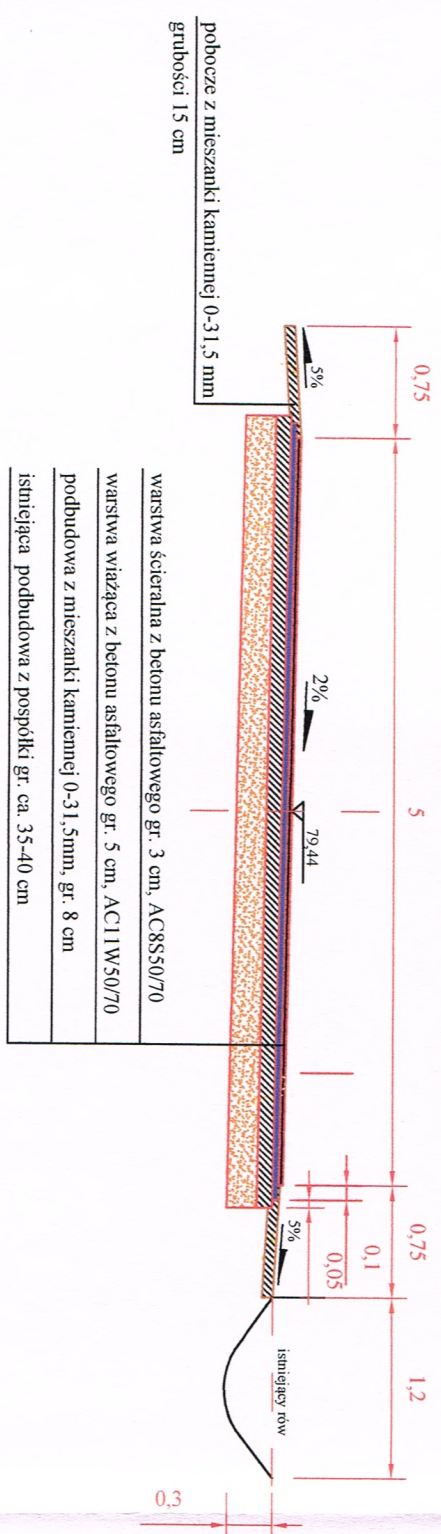 0,75
5
0,75
1,2
0,1
0,05
5%
2%
79,44
5%
istniejący rów
0,3
pobocze z mieszanki kamiennej 0-31,5 mm
grubości 15 cm
warstwa ścieralna z betonu asfaltowego gr. 3 cm, AC8S50/70
warstwa wiażąca z betonu asfaltowego gr. 5 cm, AC11W50/70
podbudowa z mieszanki kamiennej 0-31,5mm, gr. 8 cm
istniejąca podbudowa z pospółki gr. ca. 35-40 cm